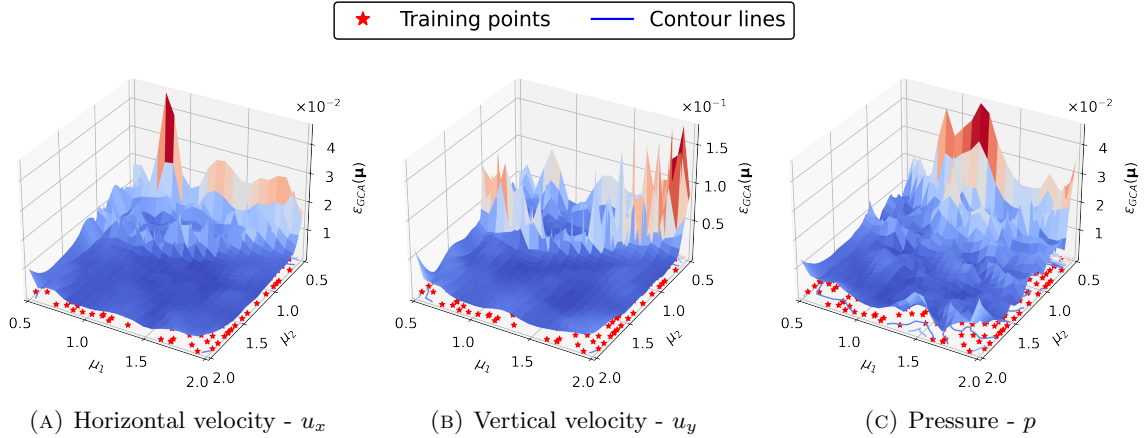 Training points
Contour lines
×10⁻²
4
3
2
1
ε_GCA(μ)
0.5
1.0
1.5
2.0
μ₁
2.0
1.5
1.0
0.5
μ₂
(A) Horizontal velocity - u_x
×10⁻¹
1.5
1.0
0.5
ε_GCA(μ)
0.5
1.0
1.5
2.0
μ₁
2.0
1.5
1.0
0.5
μ₂
(B) Vertical velocity - u_y
×10⁻²
4
3
2
1
ε_GCA(μ)
0.5
1.0
1.5
2.0
μ₁
2.0
1.5
1.0
0.5
μ₂
(C) Pressure - p